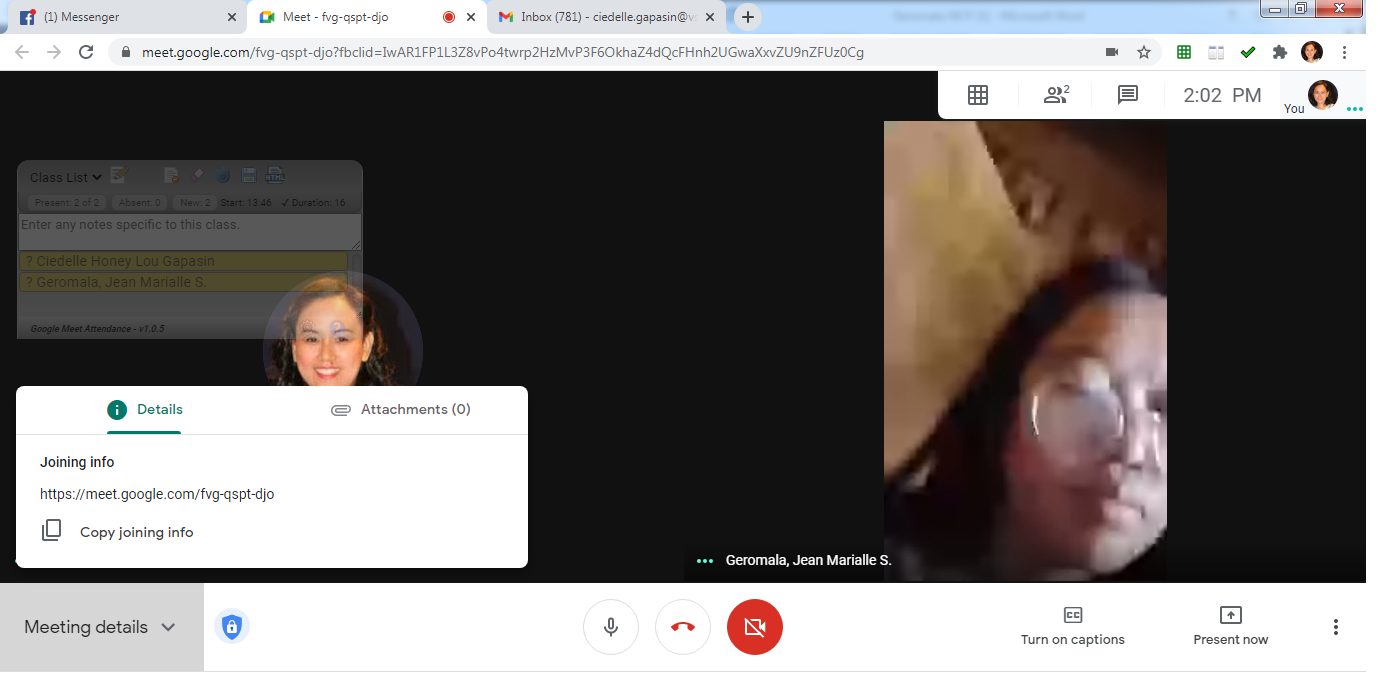 (1) Messenger
Meet - fvg-qspt-djo
Inbox (781) - ciedelle.gapasin@v
meet.google.com/fvg-qspt-djo?fbclid=IwAR1FP1L3Z8vPo4twrp2HzMvP3F6OkhaZ4dQcFHnh2UGwaXxvZU9nZFUz0Cg
2
2:02 PM
You
Class List
HTML
Present: 2 of 2 Absent: 0 New: 2 Start: 13:46 ✓ Duration: 16
Enter any notes specific to this class.
? Ciedelle Honey Lou Gapasin
? Geromala, Jean Marialle S.
Google Meet Attendance - v1.0.5
Details
Attachments (0)
Joining info
https://meet.google.com/fvg-qspt-djo
Copy joining info
Geromala, Jean Marialle S.
Meeting details
CC
Turn on captions
Present now